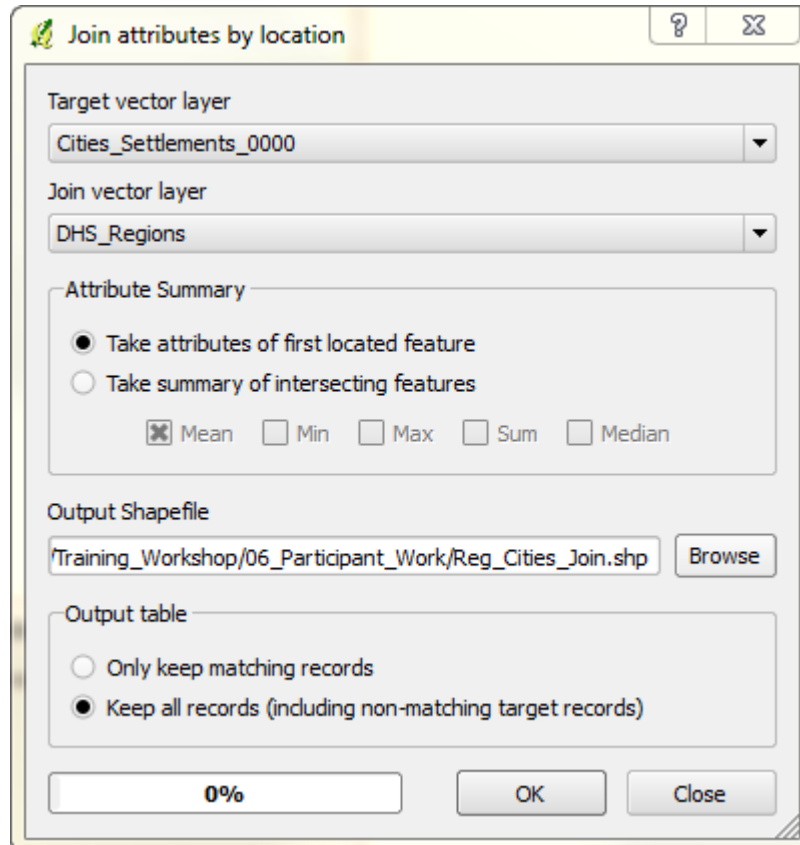 Join attributes by location
Target vector layer
Cities_Settlements_0000
Join vector layer
DHS_Regions
Attribute Summary
Take attributes of first located feature
Take summary of intersecting features
Mean Min Max Sum Median
Output Shapefile
/Training_Workshop/06_Participant_Work/Reg_Cities_Join.shp Browse
Output table
Only keep matching records
Keep all records (including non-matching target records)
0% OK Close